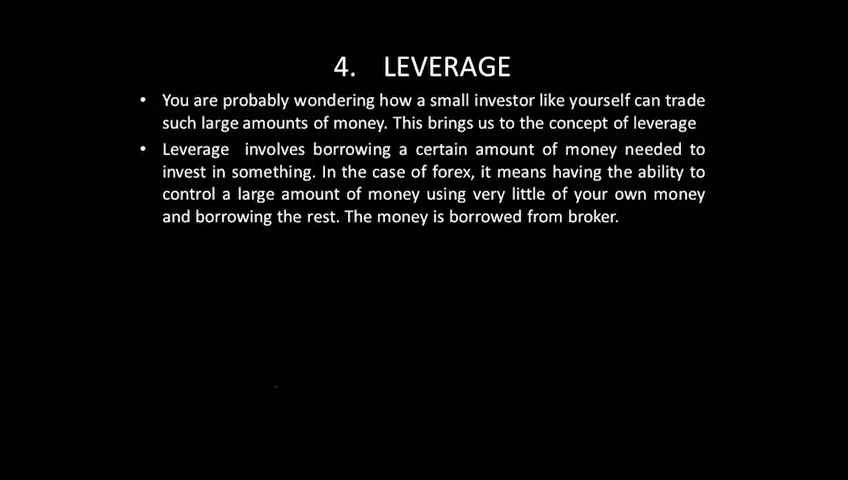 4. LEVERAGE
• You are probably wondering how a small investor like yourself can trade
such large amounts of money. This brings us to the concept of leverage
• Leverage involves borrowing a certain amount of money needed to
invest in something. In the case of forex, it means having the ability to
control a large amount of money using very little of your own money
and borrowing the rest. The money is borrowed from broker.